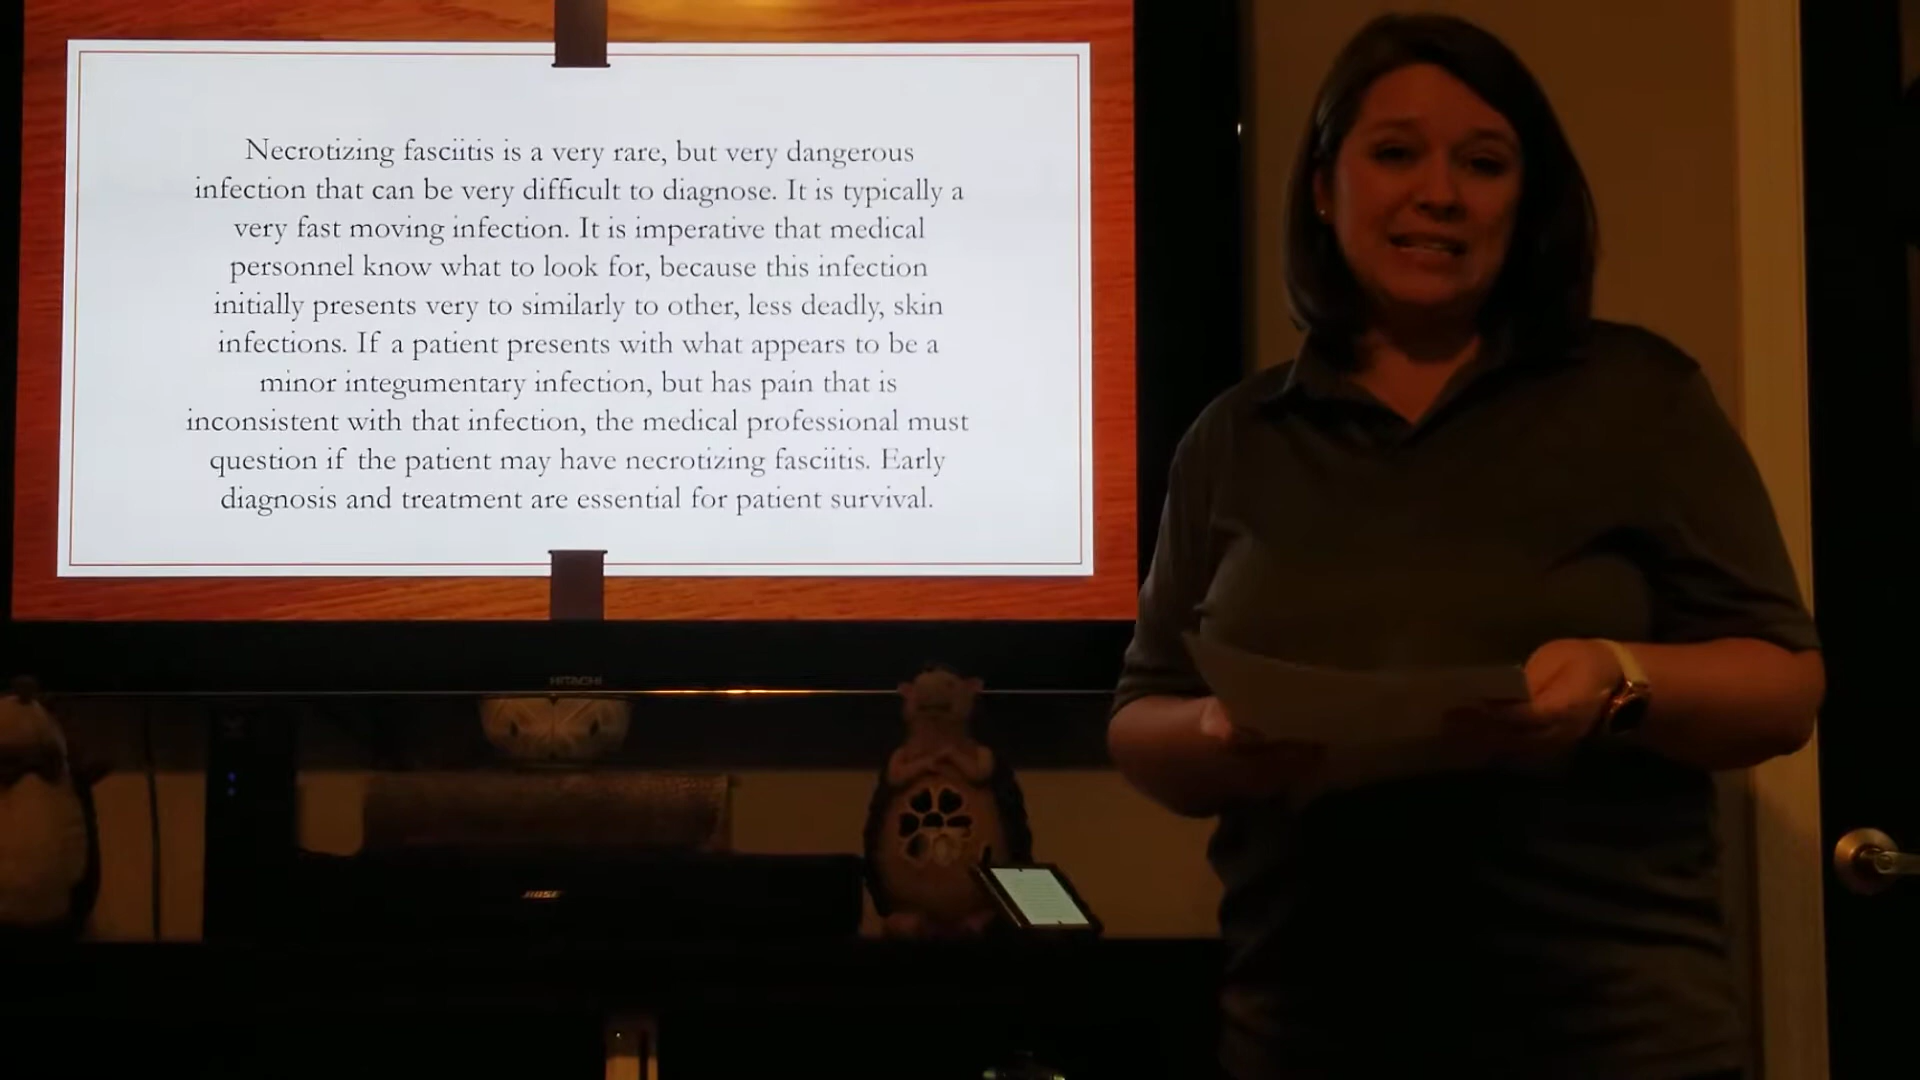 Necrotizing fasciitis is a very rare, but very dangerous
infection that can be very difficult to diagnose. It is typically a
very fast moving infection. It is imperative that medical
personnel know what to look for, because this infection
initially presents very to similarly to other, less deadly, skin
infections. If a patient presents with what appears to be a
minor integumentary infection, but has pain that is
inconsistent with that infection, the medical professional must
question if the patient may have necrotizing fasciitis. Early
diagnosis and treatment are essential for patient survival.
HITACHI
BOSE